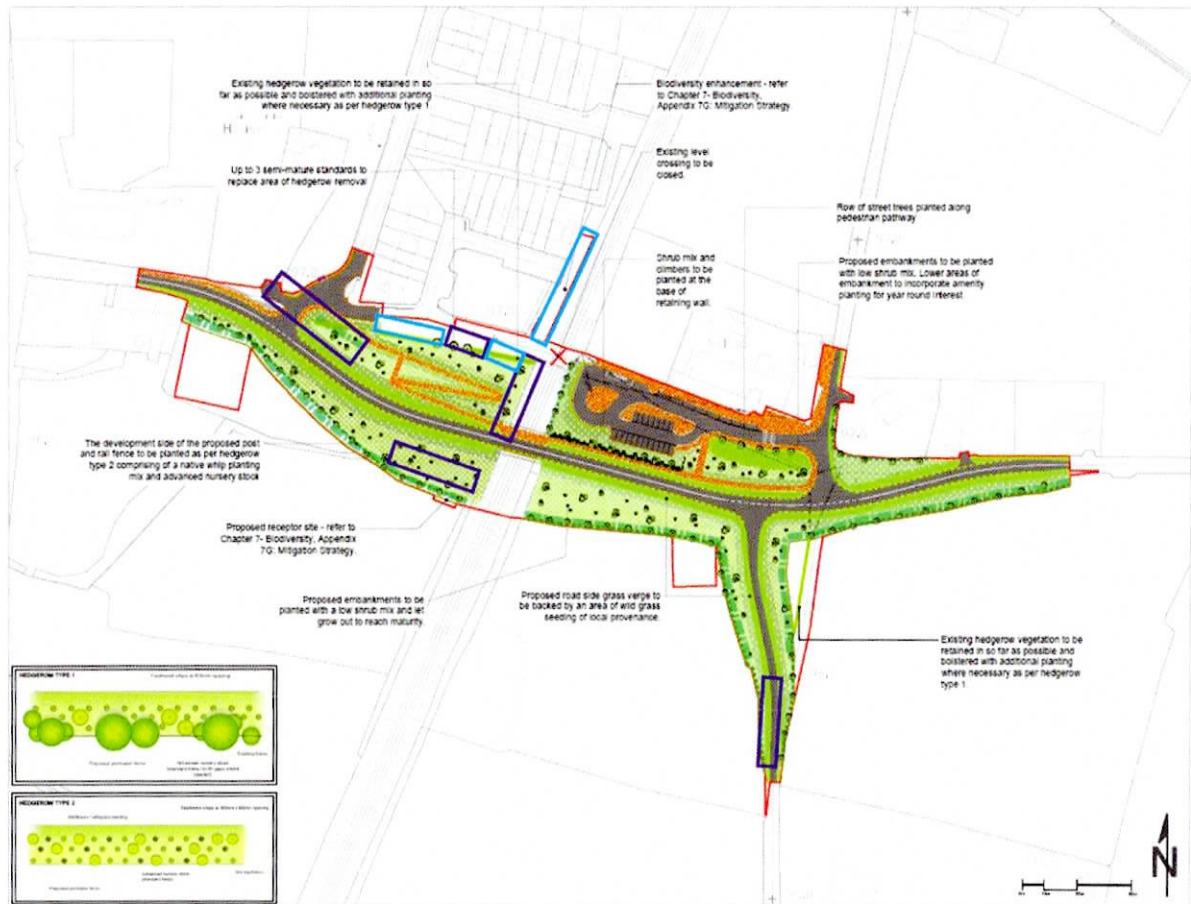 Existing hedgerow vegetation to be retained in so
far as possible and bolstered with additional planting
where necessary as per hedgerow type 1.
Biodiversity enhancement - refer
to Chapter 7- Biodiversity,
Appendix 7G: Mitigation Strategy.
Up to 3 semi-mature standards to
replace area of hedgerow removal
Existing level
crossing to be
closed.
Row of street trees planted along
pedestrian pathway
Shrub mix and
climbers to be
planted at the
base of
retaining wall.
Proposed embankments to be planted
with low shrub mix. Lower areas of
embankment to incorporate amenity
planting for year round interest
The development side of the proposed post
and rail fence to be planted as per hedgerow
type 2 comprising of a native whip planting
mix and advanced nursery stock
Proposed receptor site - refer to
Chapter 7- Biodiversity, Appendix
7G: Mitigation Strategy.
Proposed embankments to be
planted with a low shrub mix and let
grow out to reach maturity.
Proposed road side grass verge to
be backed by an area of wild grass
seeding of local provenance.
Existing hedgerow vegetation to be
retained in so far as possible and
bolstered with additional planting
where necessary as per hedgerow
type 1.
HEDGEROW TYPE 1
Proposed perimeter fence
HEDGEROW TYPE 2
Proposed perimeter fence
N